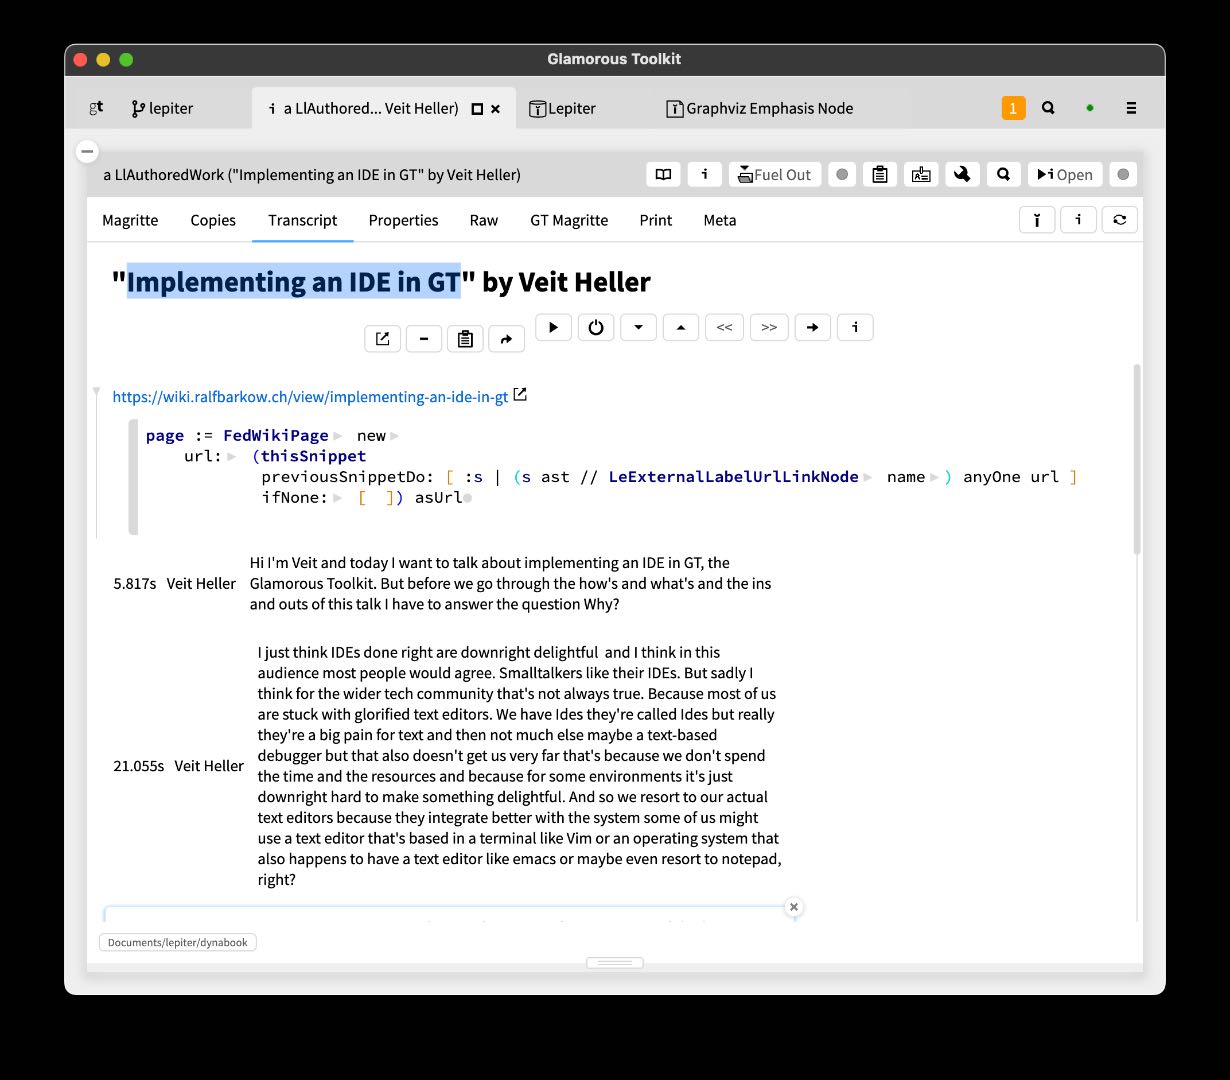 Glamorous Toolkit
gt lepiter i a LlAuthored... Veit Heller) Lepiter Graphviz Emphasis Node 1
a LlAuthoredWork ("Implementing an IDE in GT" by Veit Heller) i Fuel Out i Open
Magritte Copies Transcript Properties Raw GT Magritte Print Meta i
"Implementing an IDE in GT" by Veit Heller
<< >> i
https://wiki.ralfbarkow.ch/view/implementing-an-ide-in-gt
page := FedWikiPage new
url: (thisSnippet
previousSnippetDo: [ :s | (s ast // LeExternalLabelUrlLinkNode name ) anyOne url ]
ifNone: [ ]) asUrl
Hi I'm Veit and today I want to talk about implementing an IDE in GT, the
5.817s Veit Heller Glamorous Toolkit. But before we go through the how's and what's and the ins
and outs of this talk I have to answer the question Why?
I just think IDEs done right are downright delightful and I think in this
audience most people would agree. Smalltalkers like their IDEs. But sadly I
think for the wider tech community that's not always true. Because most of us
are stuck with glorified text editors. We have Ides they're called Ides but really
they're a big pain for text and then not much else maybe a text-based
debugger but that also doesn't get us very far that's because we don't spend
21.055s Veit Heller the time and the resources and because for some environments it's just
downright hard to make something delightful. And so we resort to our actual
text editors because they integrate better with the system some of us might
use a text editor that's based in a terminal like Vim or an operating system that
also happens to have a text editor like emacs or maybe even resort to notepad,
right?
Documents/lepiter/dynabook